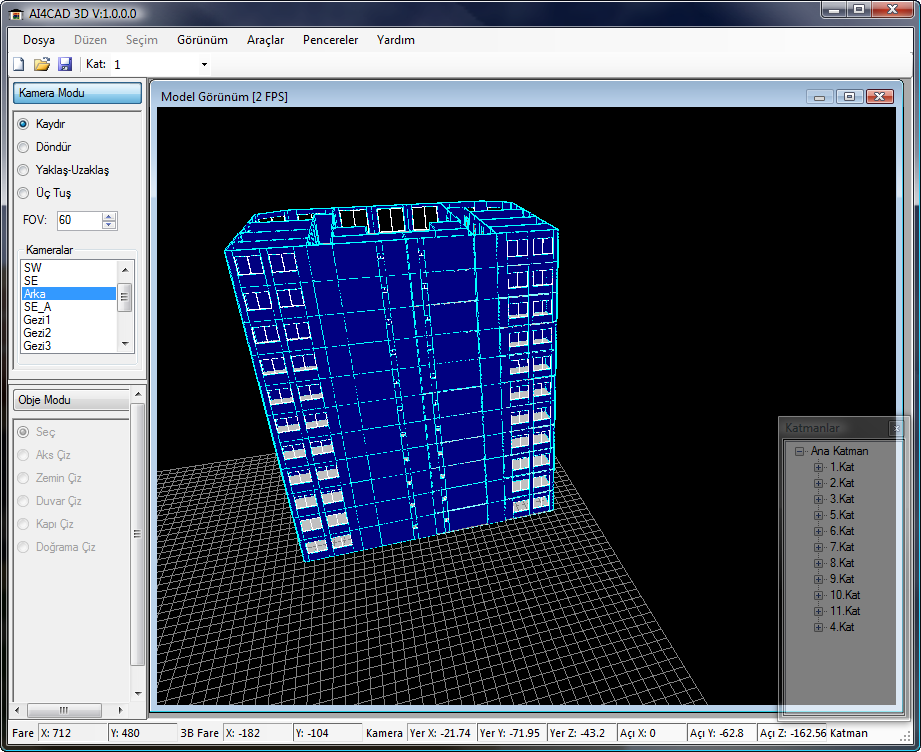 AI4CAD 3D V:1.0.0.0
Dosya Düzen Seçim Görünüm Araçlar Pencereler Yardım
Kat: 1
Kamera Modu
Kaydır
Döndür
Yaklaş-Uzaklaş
Üç Tuş
FOV: 60
Kameralar
SW
SE
Arka
SE_A
Gezi1
Gezi2
Gezi3
Obje Modu
Seç
Aks Çiz
Zemin Çiz
Duvar Çiz
Kapı Çiz
Doğrama Çiz
Model Görünüm [2 FPS]
Katmanlar
Ana Katman
1.Kat
2.Kat
3.Kat
5.Kat
6.Kat
7.Kat
8.Kat
9.Kat
10.Kat
11.Kat
4.Kat
Fare X: 712 Y: 480 3B Fare X: -182 Y: -104 Kamera Yer X: -21.74 Yer Y: -71.95 Yer Z: -43.2 Açı X: 0 Açı Y: -62.8 Açı Z: -162.56 Katman